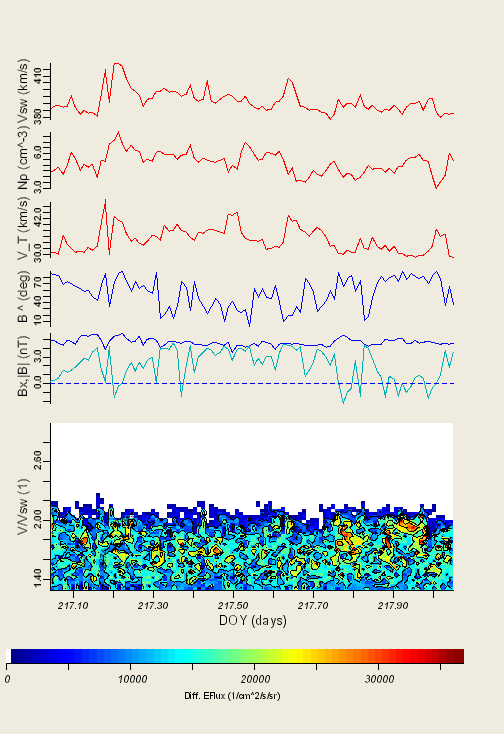 Vsw (km/s)
410
380
Np (cm^-3)
6.0
3.0
V_T (km/s)
42.0
30.0
B ^ (deg)
70
40
10
Bx,|B| (nT)
3.0
0.0
V/Vsw (1)
2.60
2.00
1.40
217.10 217.30 217.50 217.70 217.90
DOY (days)
0 10000 20000 30000
Diff. EFlux (1/cm^2/s/sr)